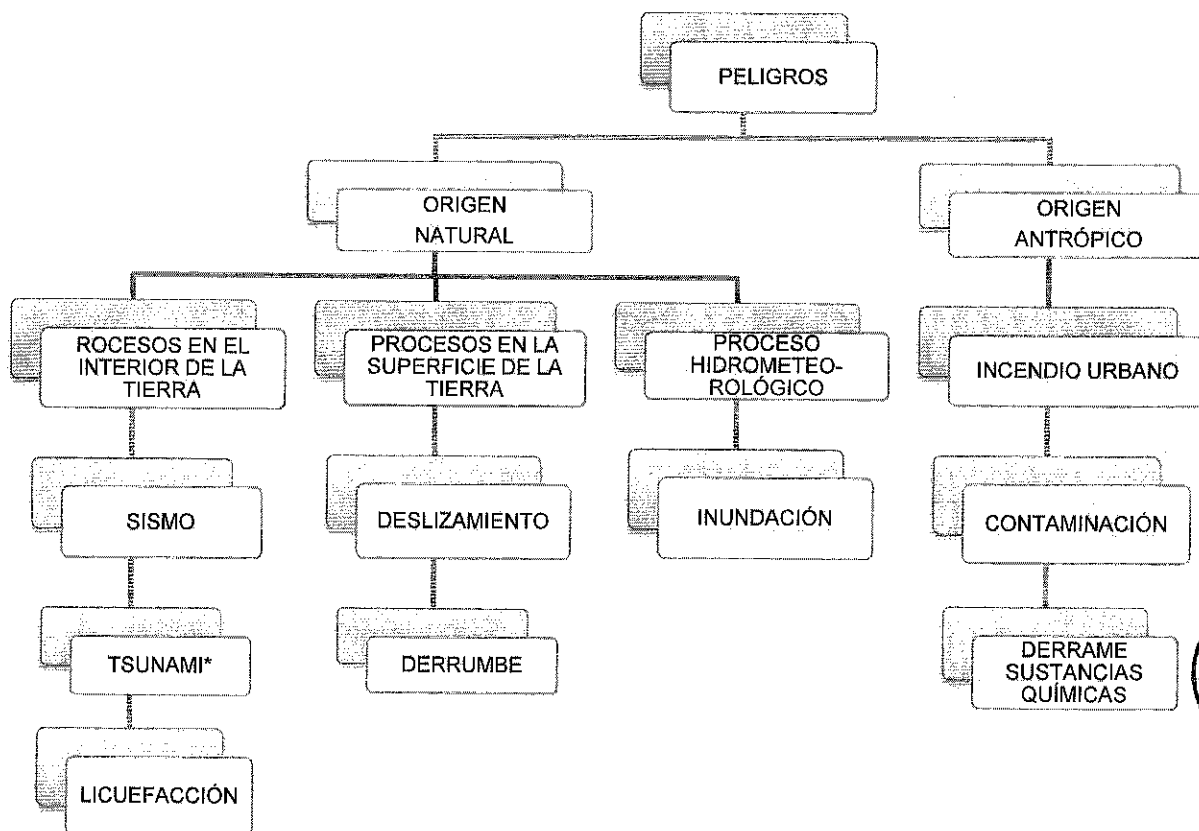 PELIGROS
ORIGEN
NATURAL
ORIGEN
ANTRÓPICO
ROCESOS EN EL
INTERIOR DE LA
TIERRA
PROCESOS EN LA
SUPERFICIE DE LA
TIERRA
PROCESO
HIDROMETEO-
ROLÓGICO
INCENDIO URBANO
SISMO
DESLIZAMIENTO
INUNDACIÓN
CONTAMINACIÓN
TSUNAMI*
DERRUMBE
DERRAME
SUSTANCIAS
QUÍMICAS
LICUEFACCIÓN